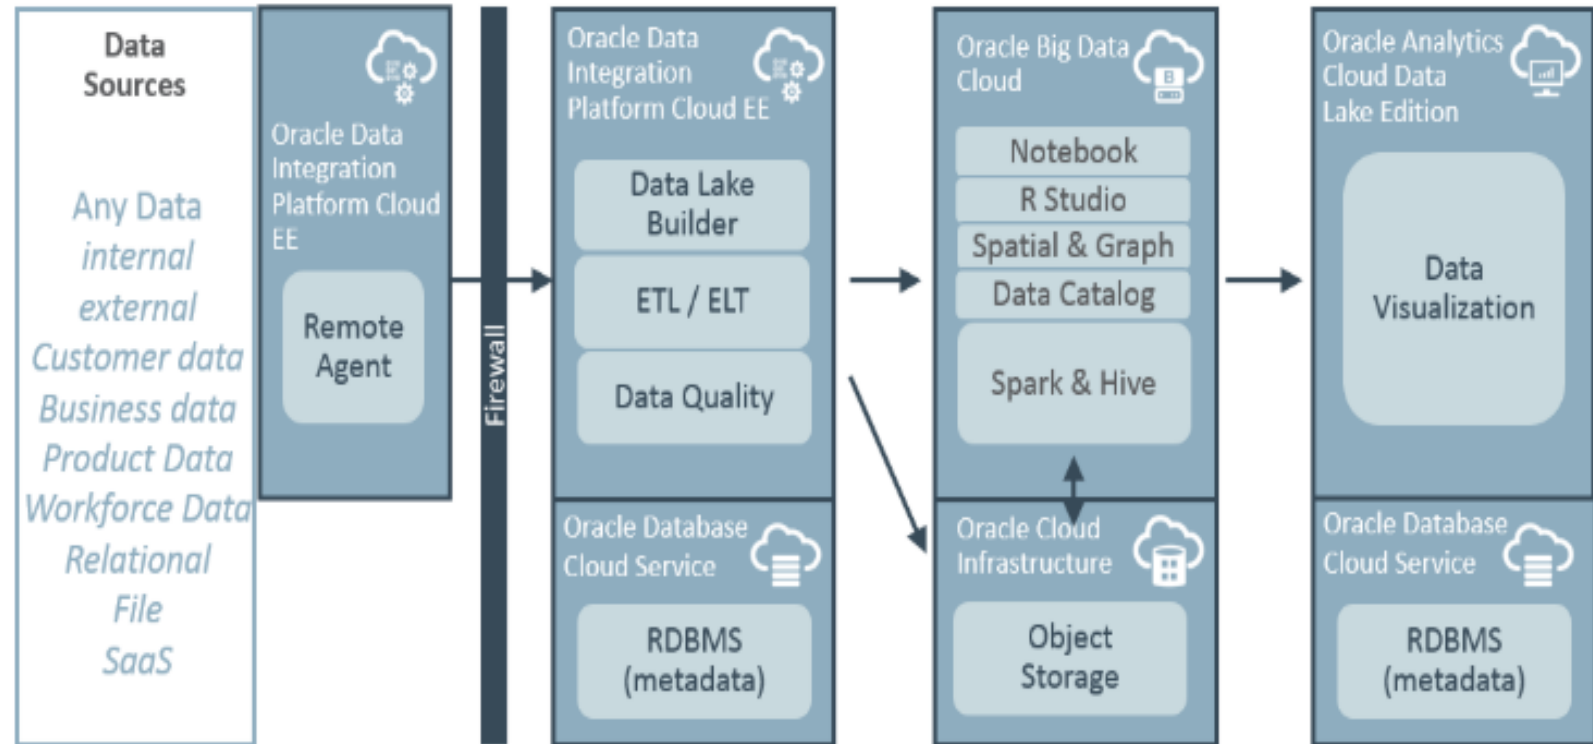 Data
Sources
Any Data
internal
external
Customer data
Business data
Product Data
Workforce Data
Relational
File
SaaS
Oracle Data
Integration
Platform Cloud
EE
Remote
Agent
Firewall
Oracle Data
Integration
Platform Cloud EE
Data Lake
Builder
ETL / ELT
Data Quality
Oracle Database
Cloud Service
RDBMS
(metadata)
Oracle Big Data
Cloud
B
Notebook
R Studio
Spatial & Graph
Data Catalog
Spark & Hive
Oracle Cloud
Infrastructure
Object
Storage
Oracle Analytics
Cloud Data
Lake Edition
Data
Visualization
Oracle Database
Cloud Service
RDBMS
(metadata)